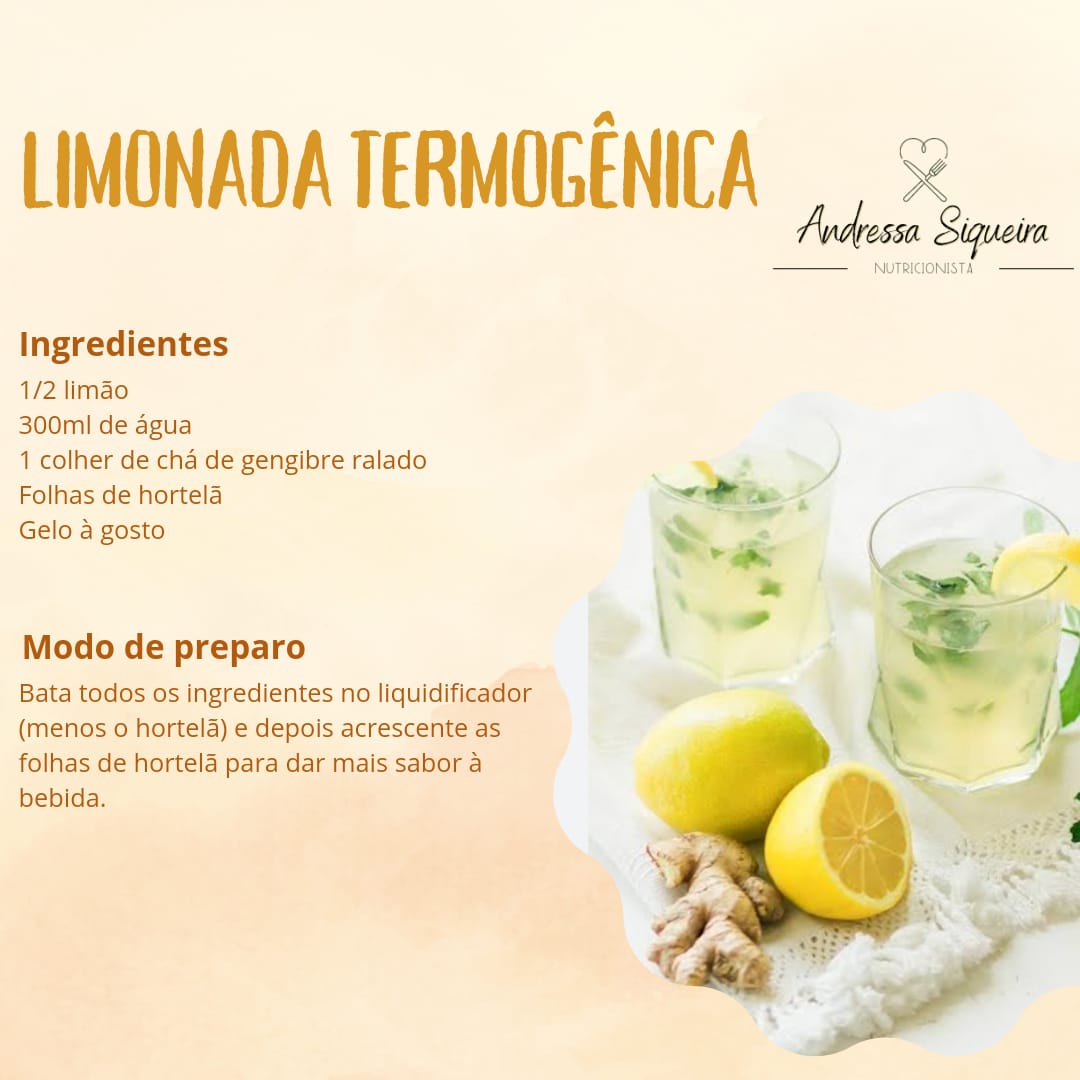 LIMONADA TERMOGÊNICA
Andressa Siqueira
NUTRICIONISTA
Ingredientes
1/2 limão
300ml de água
1 colher de chá de gengibre ralado
Folhas de hortelã
Gelo à gosto
Modo de preparo
Bata todos os ingredientes no liquidificador
(menos o hortelã) e depois acrescente as
folhas de hortelã para dar mais sabor à
bebida.